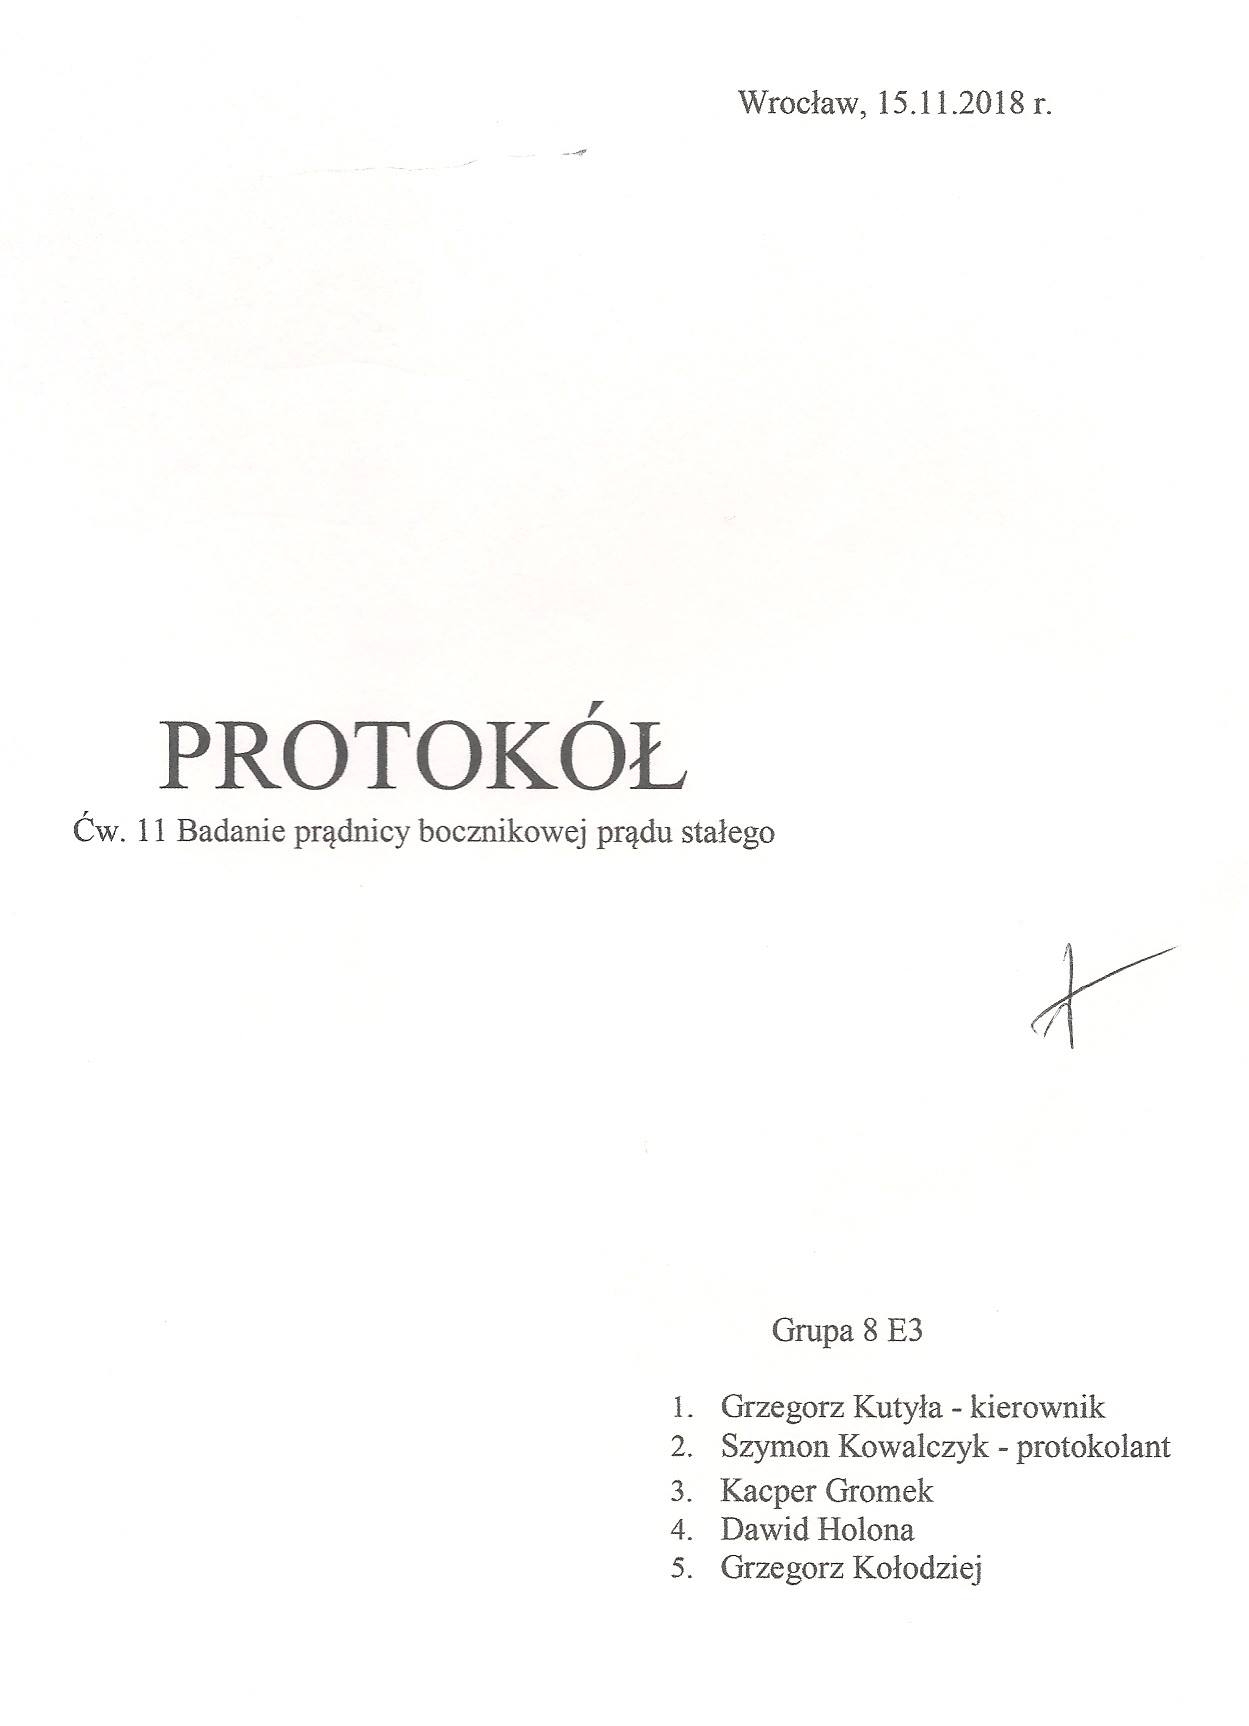 Wrocław, 15.11.2018 r.
PROTOKÓŁ
Ćw. 11 Badanie prądnicy bocznikowej prądu stałego
Grupa 8 E3
1. Grzegorz Kutyła - kierownik
2. Szymon Kowalczyk - protokolant
3. Kacper Gromek
4. Dawid Holona
5. Grzegorz Kołodziej